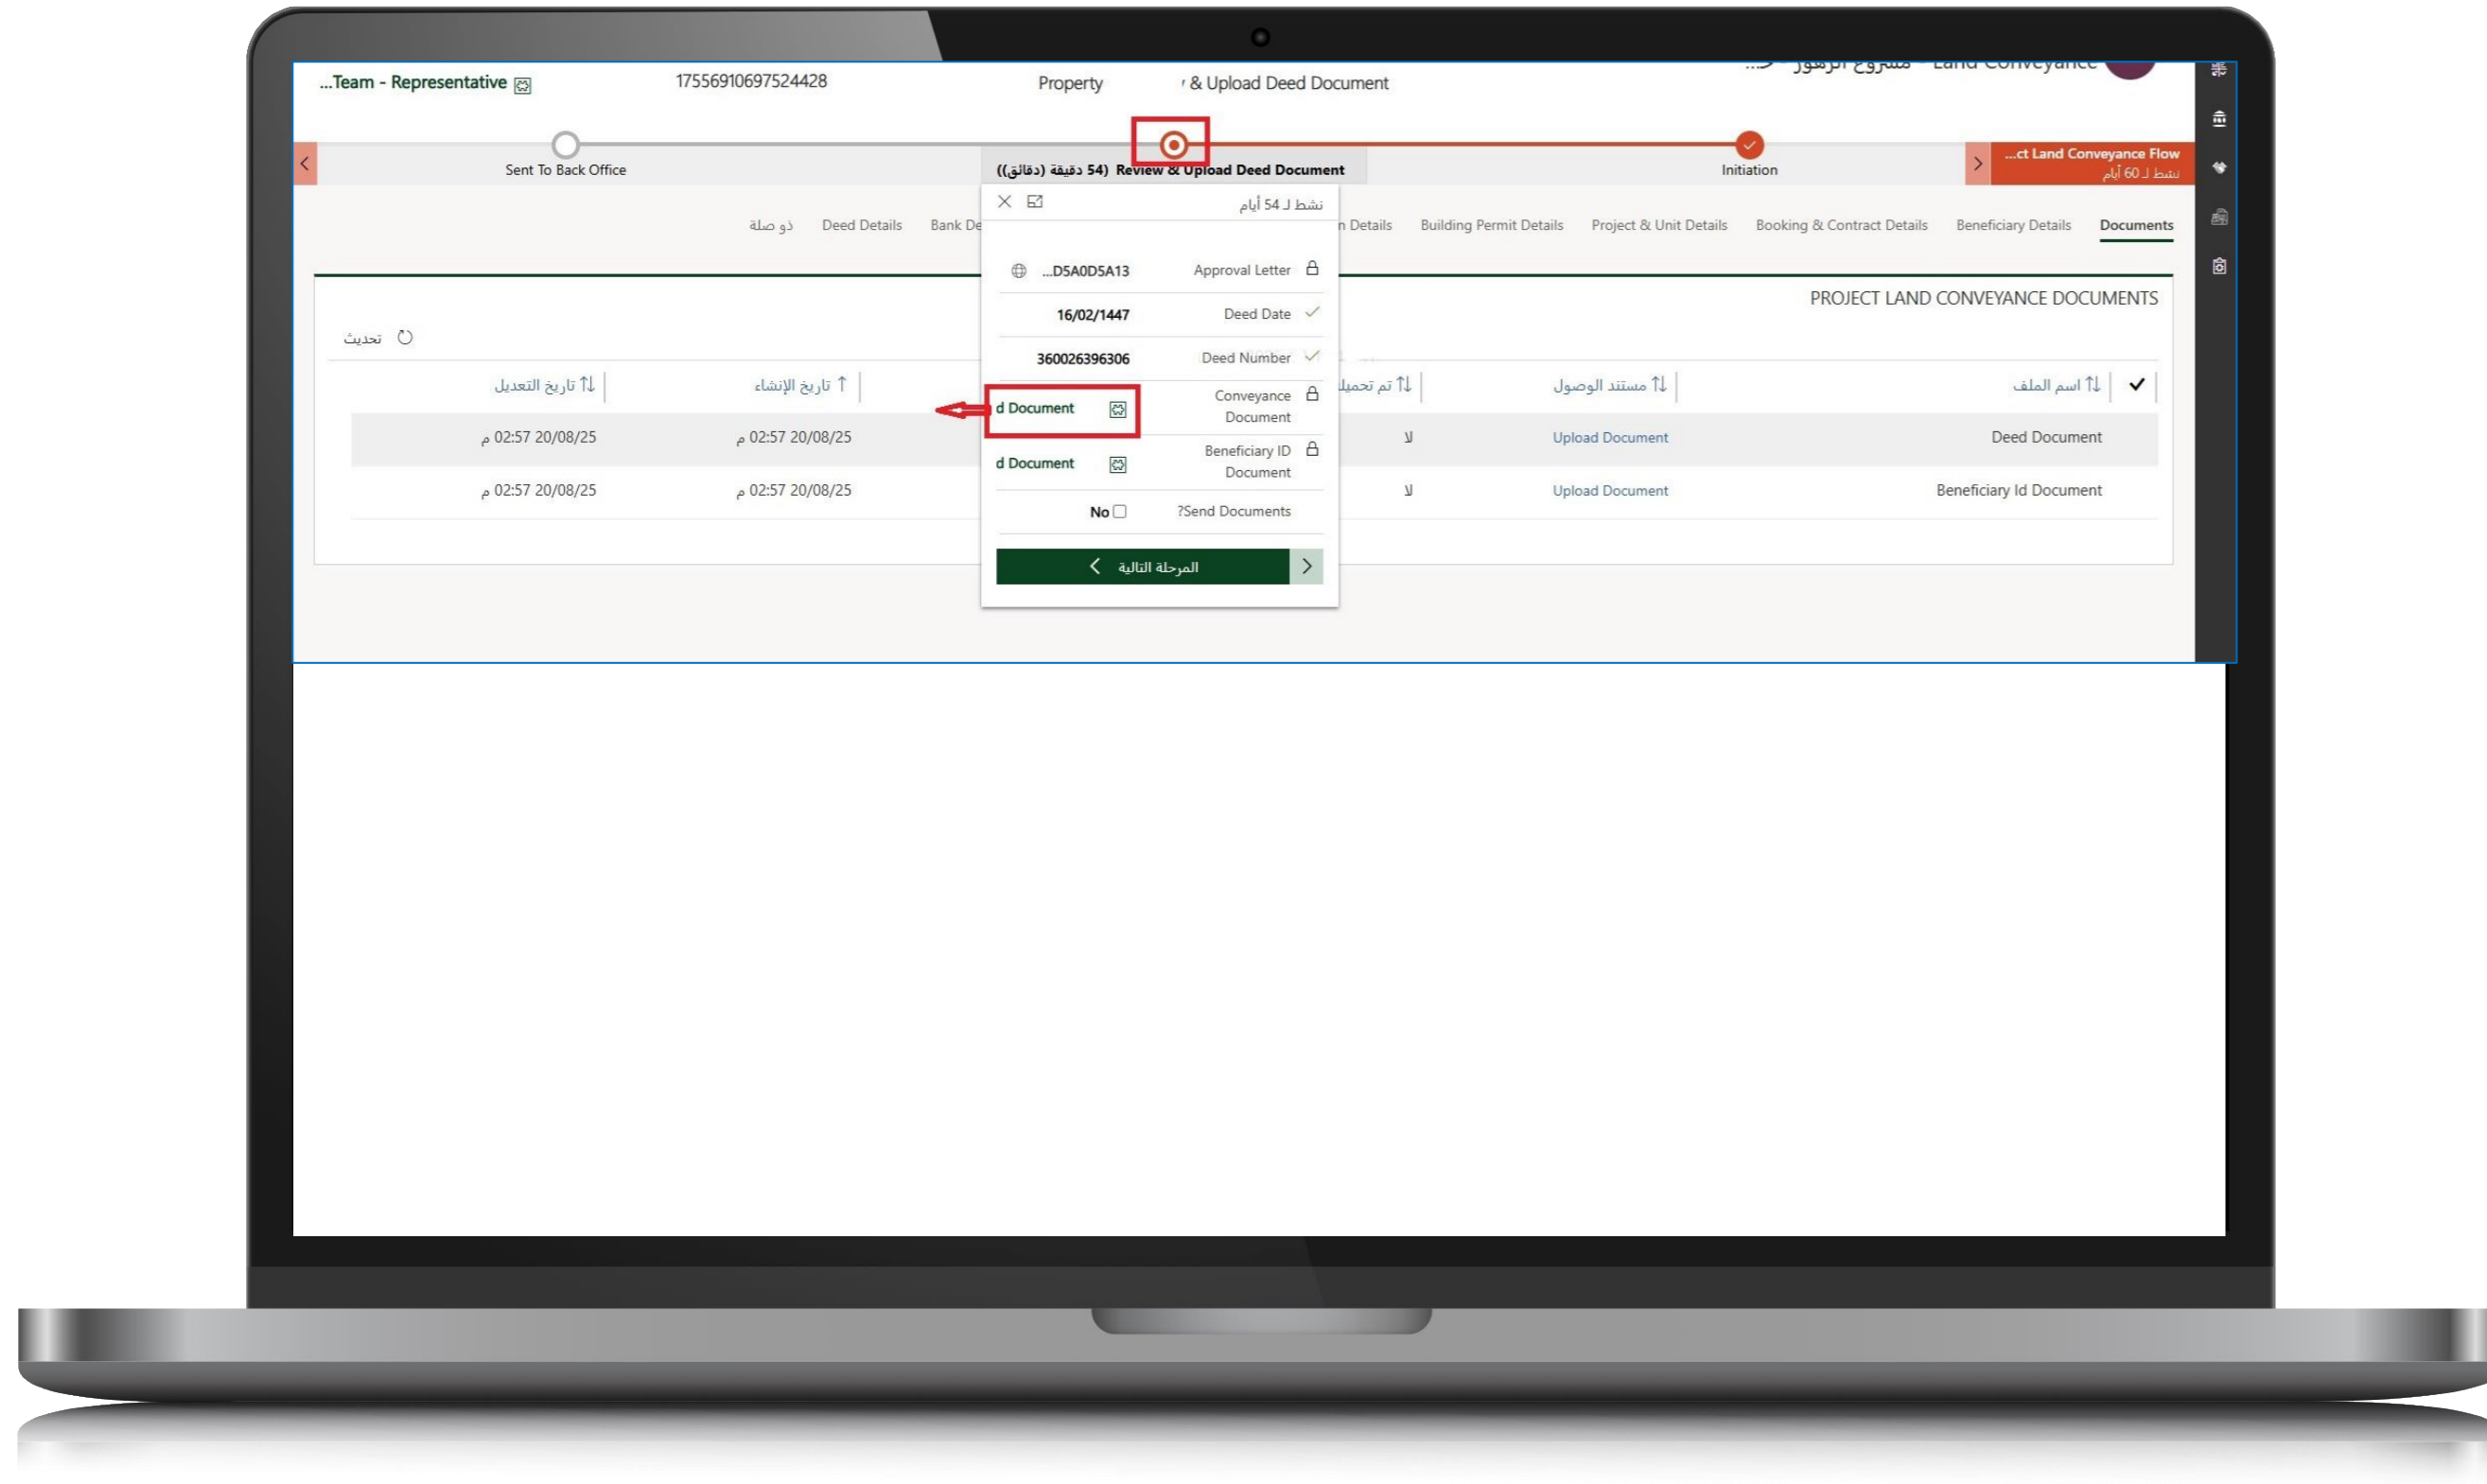 Land Conveyance - مشروع الزهور - خ...
Property
& Upload Deed Document
17556910697524428
Team - Representative...
...ct Land Conveyance Flow
نشط لـ 60 أيام
Initiation
Review & Upload Deed Document (54 دقيقة (دقائق))
Sent To Back Office
Documents
Beneficiary Details
Booking & Contract Details
Project & Unit Details
Building Permit Details
n Details
Bank De
Deed Details
ذو صلة
نشط لـ 54 أيام
Approval Letter
...D5A0D5A13
Deed Date
16/02/1447
Deed Number
360026396306
Conveyance
Document
d Document
Beneficiary ID
Document
d Document
Send Documents?
No
المرحلة التالية
PROJECT LAND CONVEYANCE DOCUMENTS
تحديث
اسم الملف
مستند الوصول
تم تحميل
تاريخ الإنشاء
تاريخ التعديل
Deed Document
Upload Document
لا
20/08/25 02:57 م
20/08/25 02:57 م
Beneficiary Id Document
Upload Document
لا
20/08/25 02:57 م
20/08/25 02:57 م